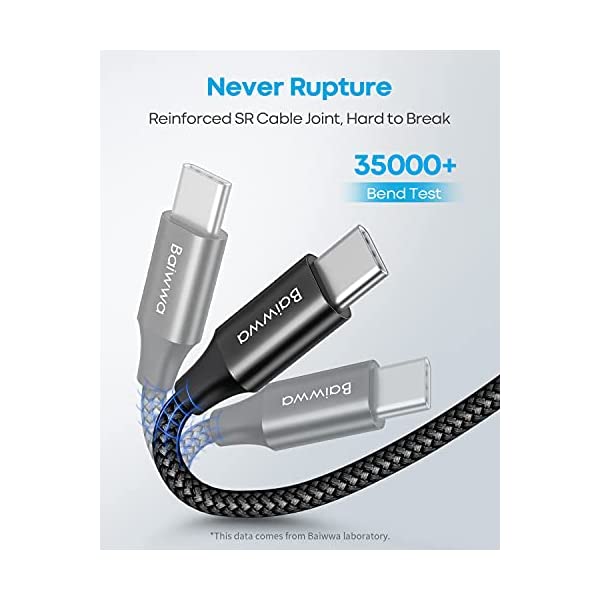 Never Rupture
Reinforced SR Cable Joint, Hard to Break
35000+
Bend Test
Baiwwa
Baiwwa
Baiwwa
*This data comes from Baiwwa laboratory.